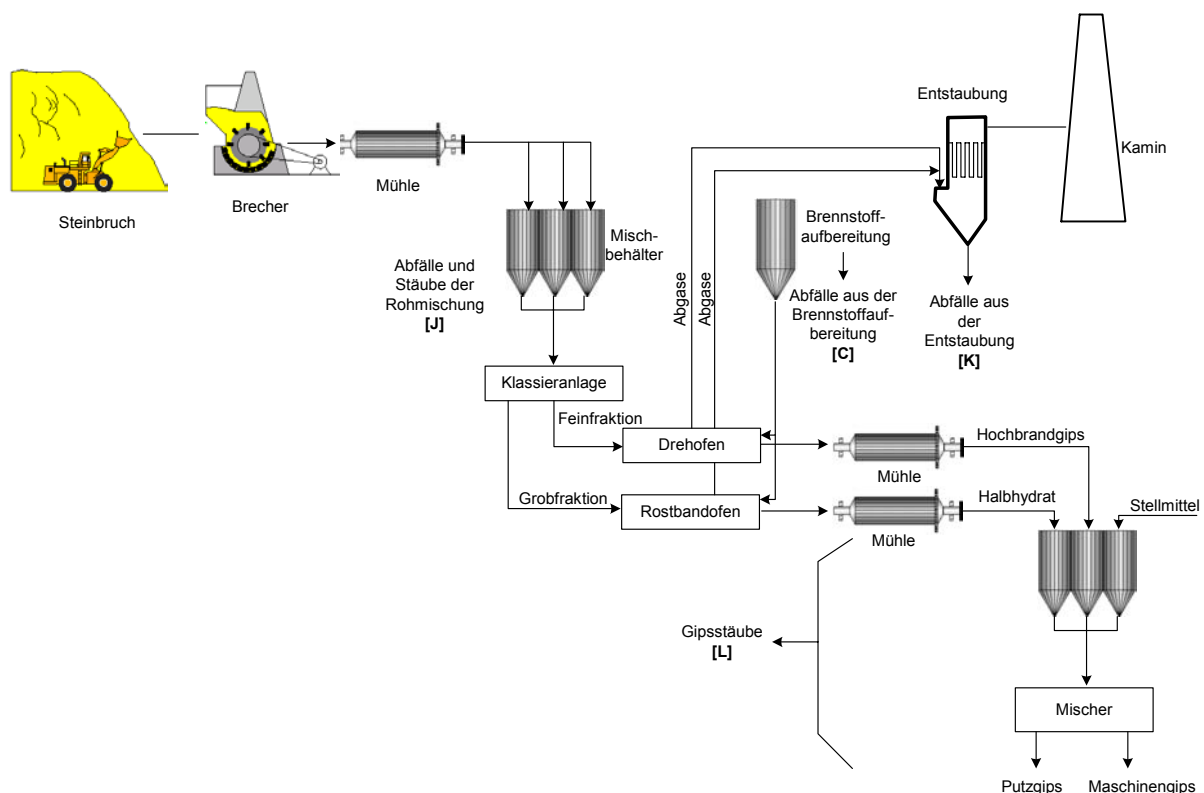 Entstaubung
Kamin
Steinbruch
Brecher
Mühle
Misch-
behälter
Abfälle und
Stäube der
Rohmischung
[J]
Abgase
Abgase
Brennstoff-
aufbereitung
Abfälle aus der
Brennstoffauf-
bereitung
[C]
Abfälle aus
der
Entstaubung
[K]
Klassieranlage
Feinfraktion
Drehofen
Mühle
Hochbrandgips
Grobfraktion
Rostbandofen
Mühle
Halbhydrat
Stellmittel
Gipsstäube
[L]
Mischer
Putzgips
Maschinengips